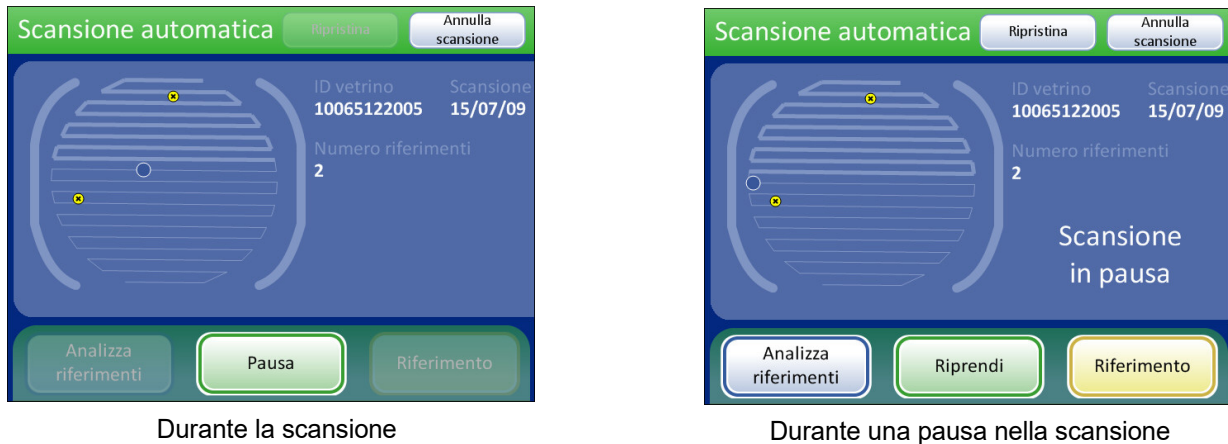 Scansione automatica
Ripristina
Annulla
scansione
ID vetrino
Scansione
10065122005
15/07/09
Numero riferimenti
2
Analizza
riferimenti
Pausa
Riferimento
Durante la scansione
Scansione automatica
Ripristina
Annulla
scansione
ID vetrino
Scansione
10065122005
15/07/09
Numero riferimenti
2
Scansione
in pausa
Analizza
riferimenti
Riprendi
Riferimento
Durante una pausa nella scansione